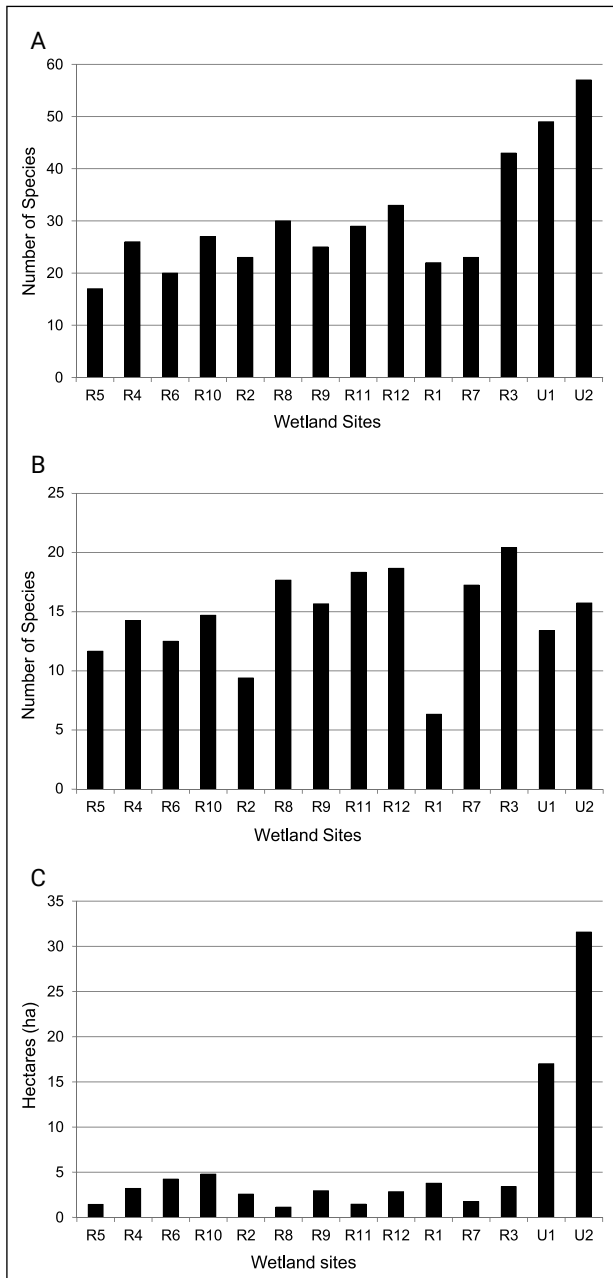 A
60
50
40
30
20
10
0
Number of Species
R5 R4 R6 R10 R2 R8 R9 R11 R12 R1 R7 R3 U1 U2
Wetland Sites
B
25
20
15
10
5
0
Number of Species
R5 R4 R6 R10 R2 R8 R9 R11 R12 R1 R7 R3 U1 U2
Wetland Sites
C
35
30
25
20
15
10
5
0
Hectares (ha)
R5 R4 R6 R10 R2 R8 R9 R11 R12 R1 R7 R3 U1 U2
Wetland sites